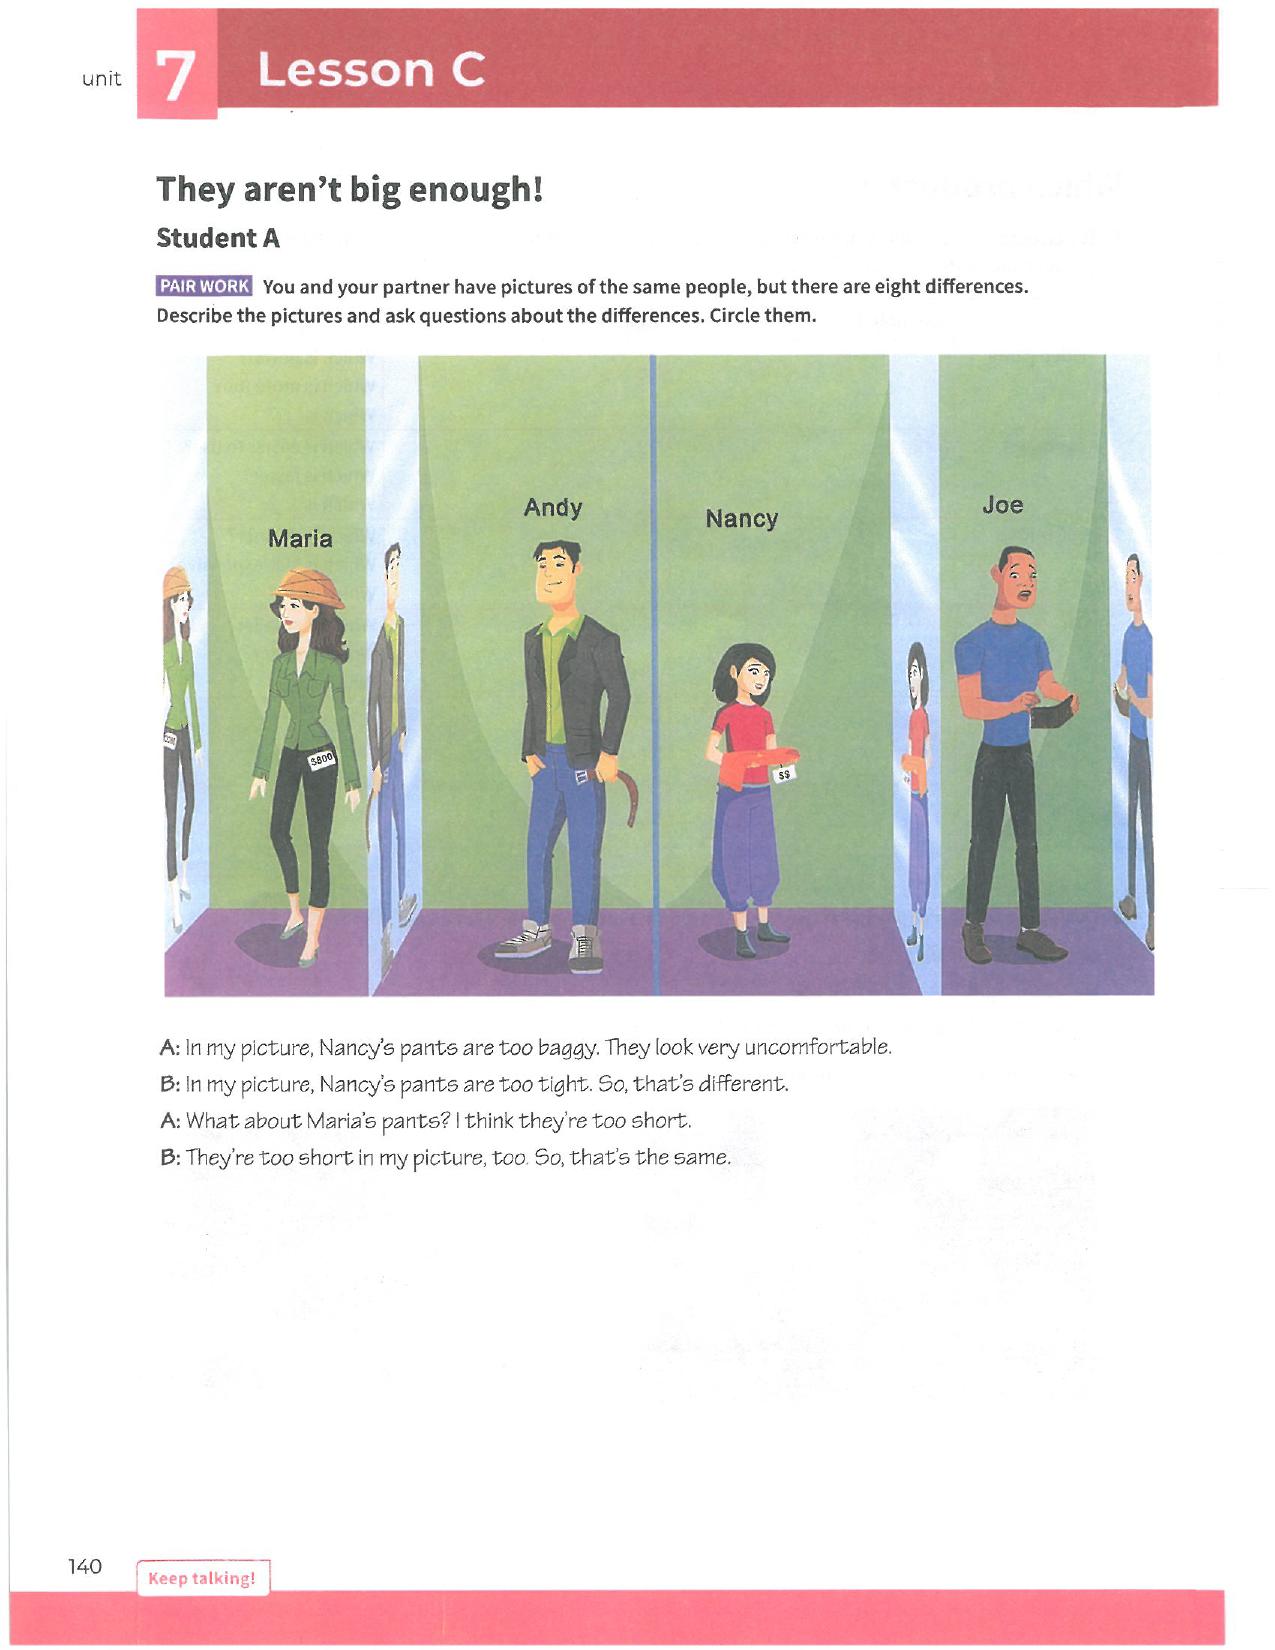 unit 7 Lesson C
They aren't big enough!
Student A
PAIR WORK You and your partner have pictures of the same people, but there are eight differences.
Describe the pictures and ask questions about the differences. Circle them.
Maria
Andy
Nancy
Joe
$800
$$
A: In my picture, Nancy's pants are too baggy. They look very uncomfortable.
B: In my picture, Nancy's pants are too tight. So, that's different.
A: What about Maria's pants? I think they're too short.
B: They're too short in my picture, too. So, that's the same.
140
Keep talking!